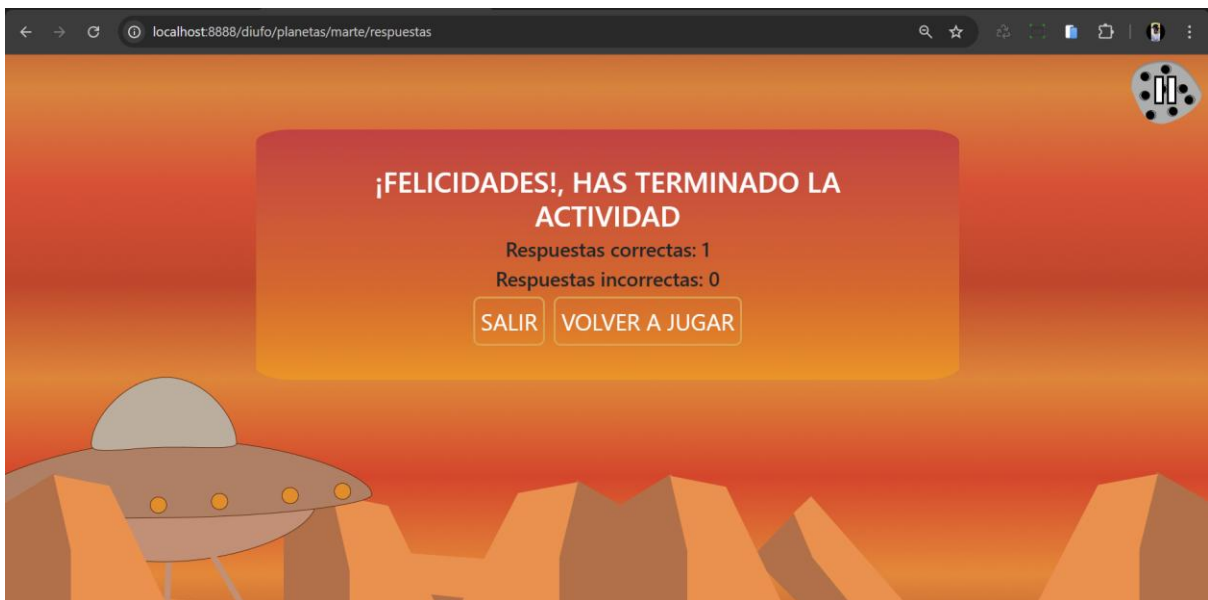 localhost:8888/diufo/planetas/marte/respuestas
¡FELICIDADES!, HAS TERMINADO LA
ACTIVIDAD
Respuestas correctas: 1
Respuestas incorrectas: 0
SALIR VOLVER A JUGAR